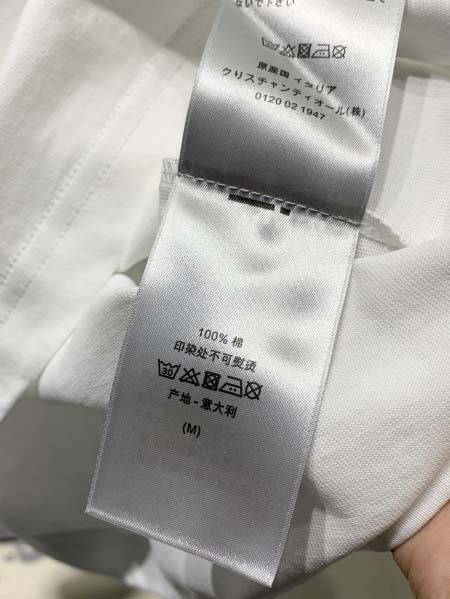 ないで下さい
原産国 イタリア
クリスチャンディオール(株)
0120 02 1947
100% 棉
印染处不可熨烫
30
产地-意大利
(M)